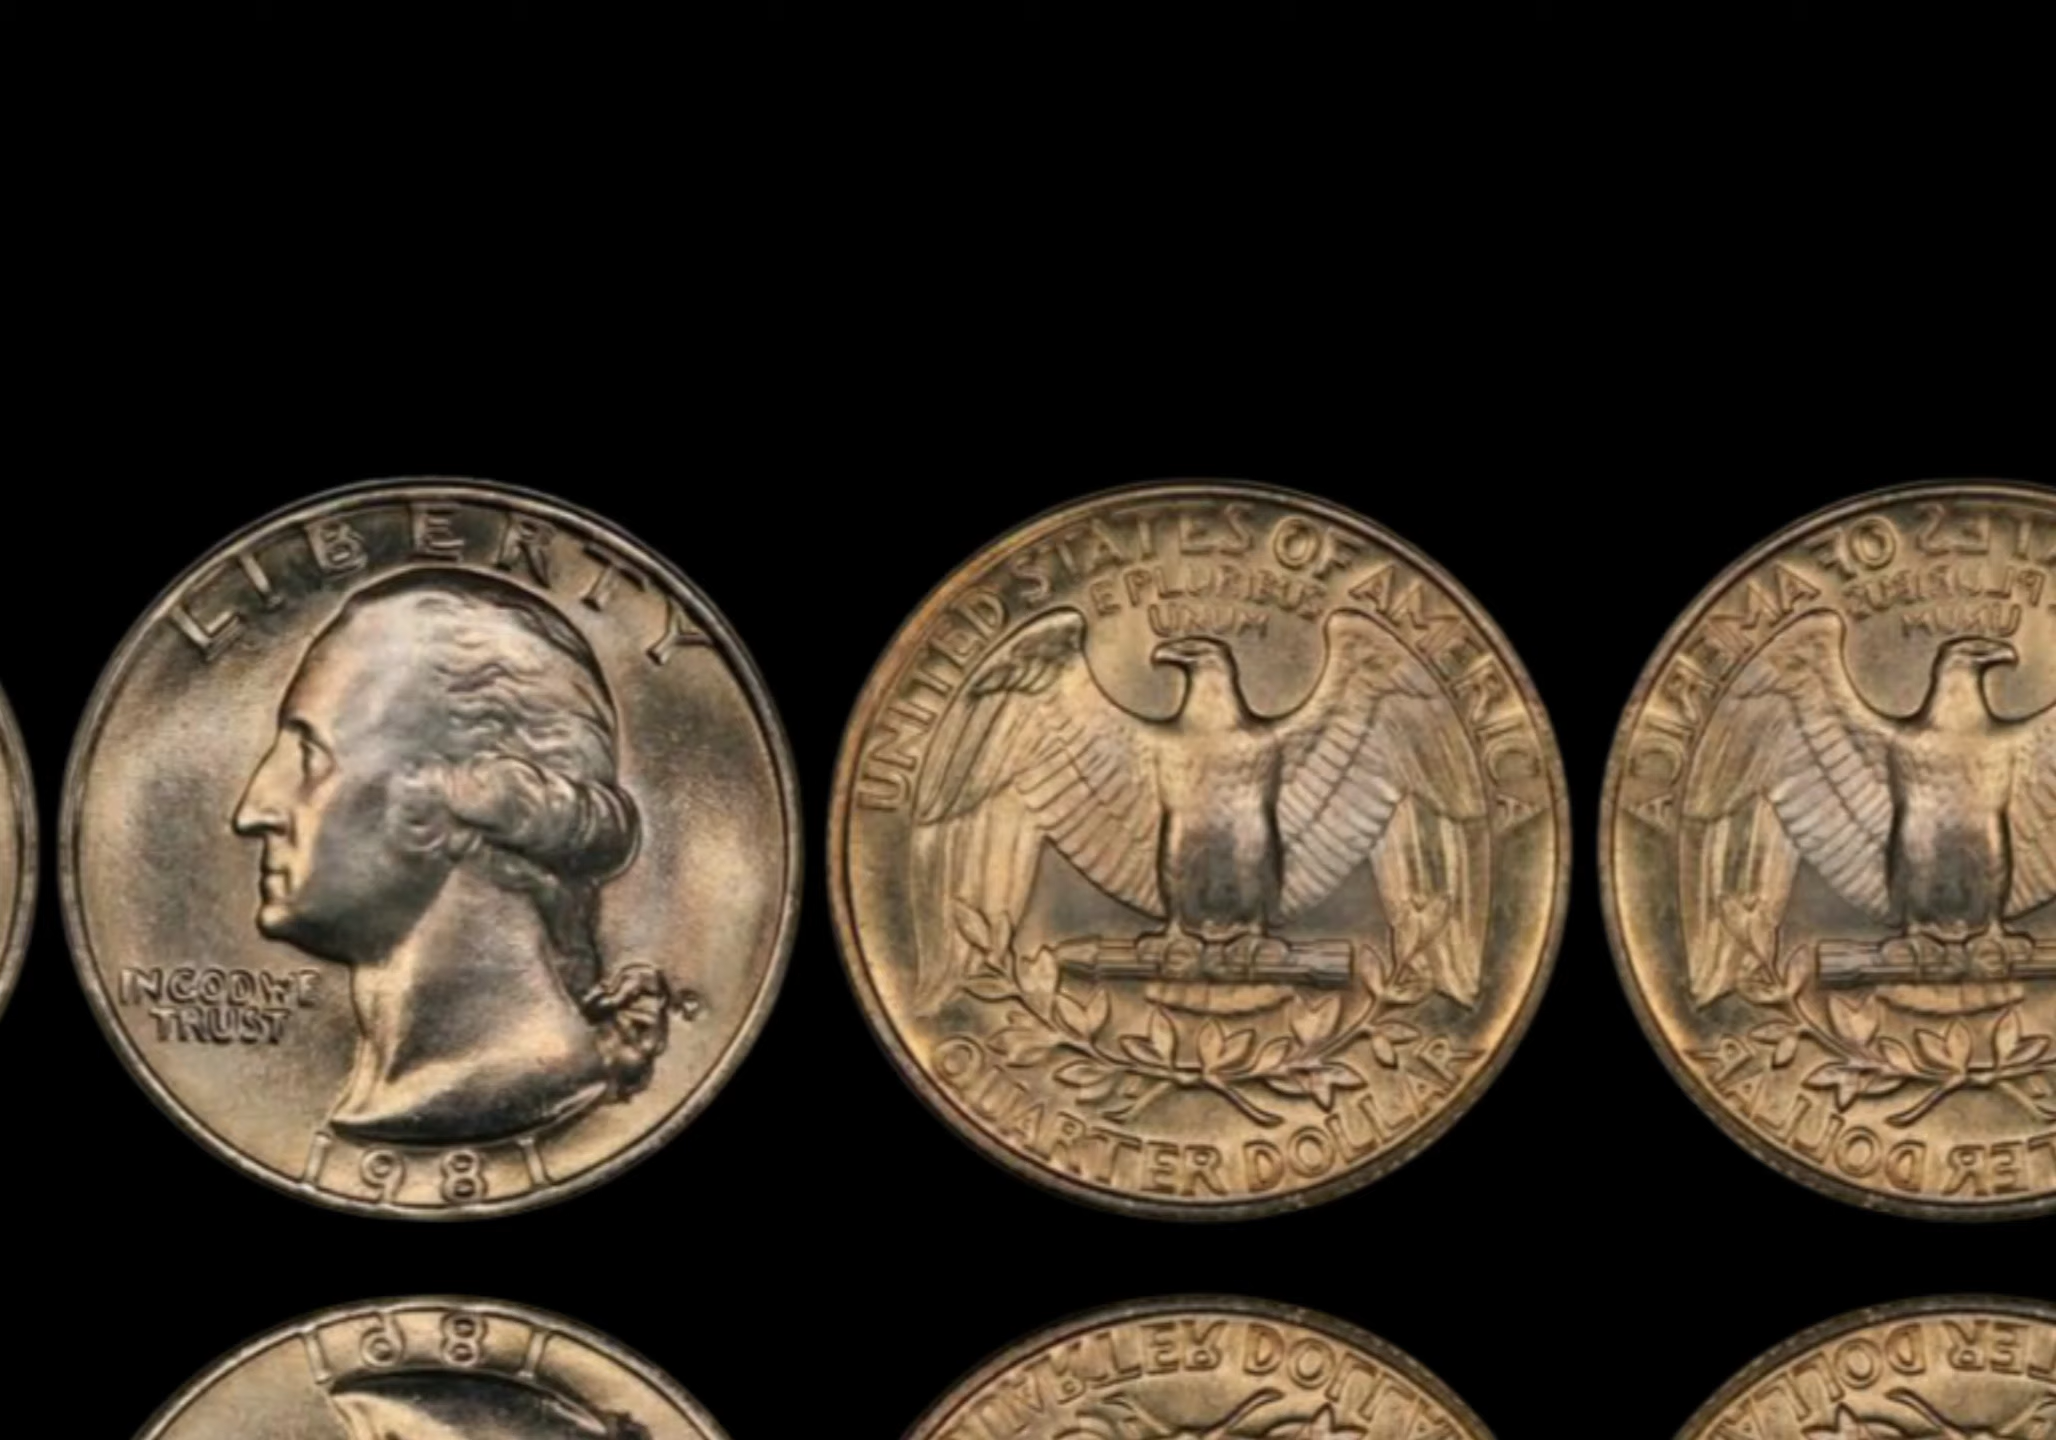 LIBERTY
IN GOD WE
TRUST
1981
UNITED STATES OF AMERICA
E PLURIBUS
UNUM
QUARTER DOLLAR